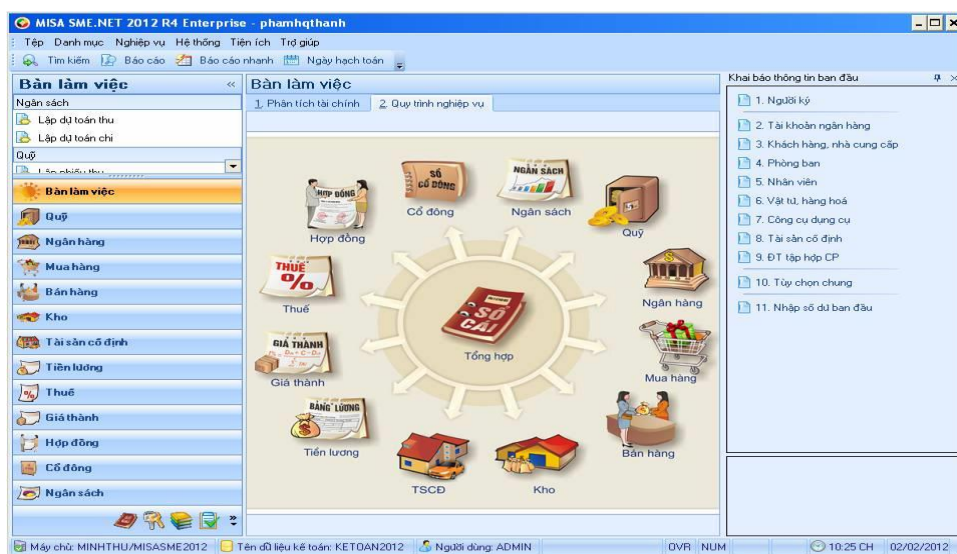 MISA SME.NET 2012 R4 Enterprise - phamhqthanh
Tệp Danh mục Nghiệp vụ Hệ thống Tiện ích Trợ giúp
Tìm kiếm Báo cáo Báo cáo nhanh Ngày hạch toán
Bàn làm việc «
Ngân sách
Lập dự toán thu
Lập dự toán chi
Quỹ
Lập phiếu thu
Bàn làm việc
Quỹ
Ngân hàng
Mua hàng
Bán hàng
Kho
Tài sản cố định
Tiền lương
Thuế
Giá thành
Hợp đồng
Cổ đông
Ngân sách
Bàn làm việc
1. Phân tích tài chính 2. Quy trình nghiệp vụ
HỢP ĐỒNG
Hợp đồng
SỔ CỔ ĐÔNG
Cổ đông
NGÂN SÁCH
Ngân sách
Quỹ
THUẾ %
Thuế
Ngân hàng
SỔ CÁI
Tổng hợp
GIÁ THÀNH
Giá thành
Mua hàng
BẢNG LƯƠNG
Tiền lương
Bán hàng
TSCĐ
Kho
Khai báo thông tin ban đầu
1. Người ký
2. Tài khoản ngân hàng
3. Khách hàng, nhà cung cấp
4. Phòng ban
5. Nhân viên
6. Vật tư, hàng hoá
7. Công cụ dụng cụ
8. Tài sản cố định
9. ĐT tập hợp CP
10. Tùy chọn chung
11. Nhập số dư ban đầu
Máy chủ: MINHTHU/MISASME2012 Tên dữ liệu kế toán: KETOAN2012 Người dùng: ADMIN OVR NUM 10:25 CH 02/02/2012